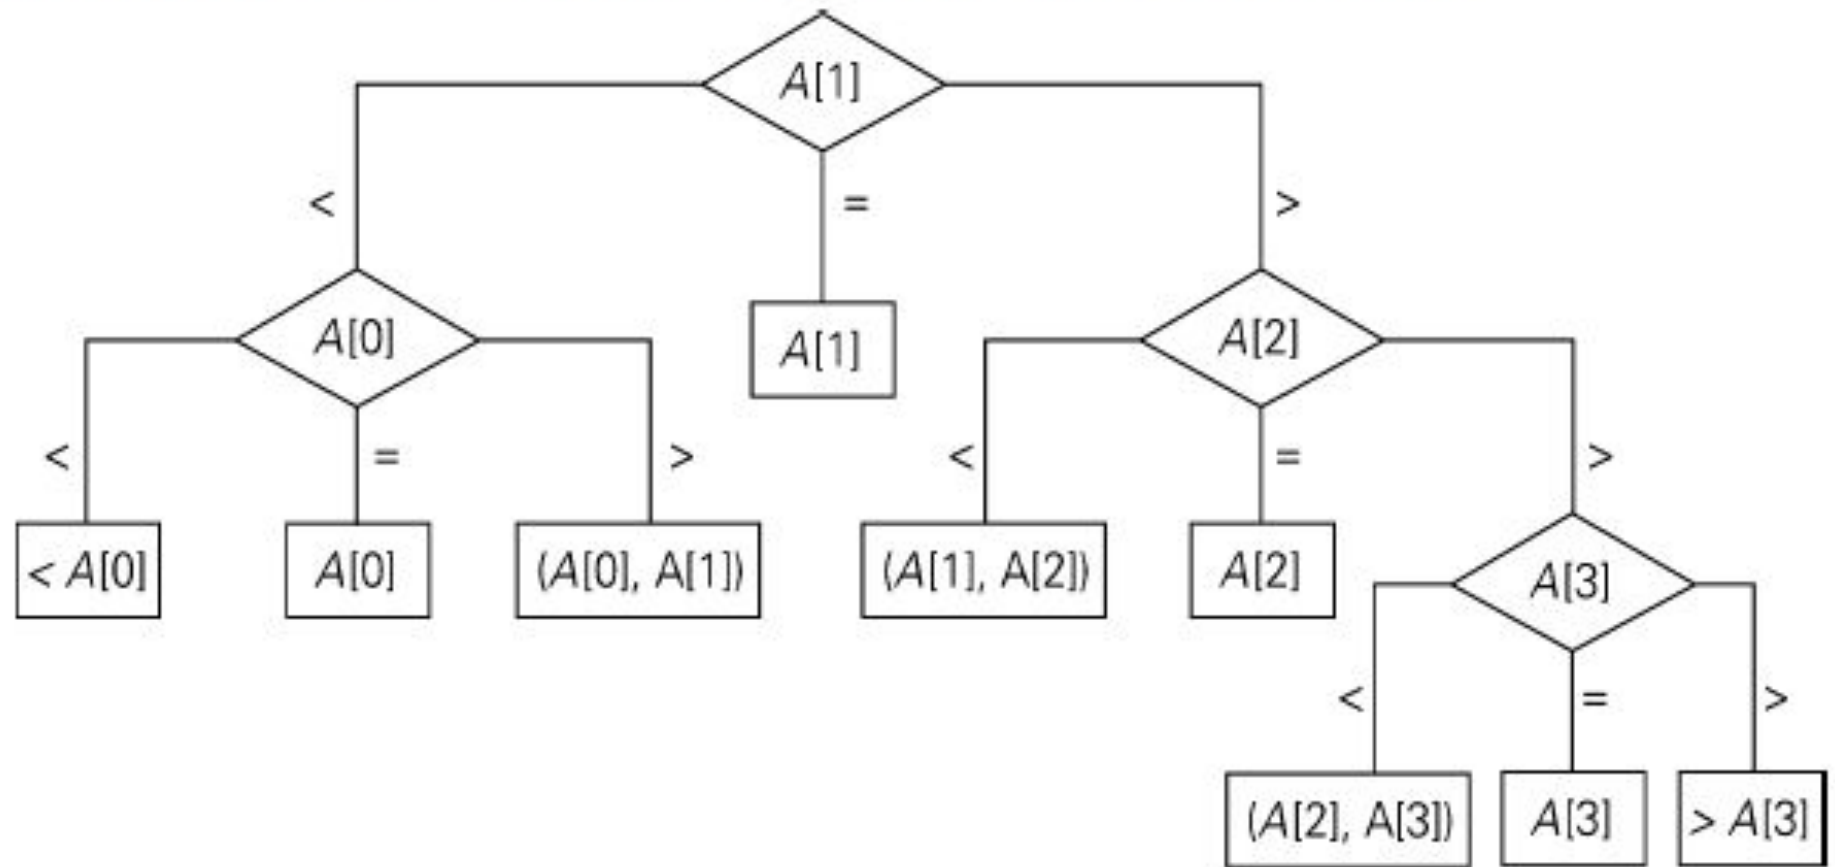 A[1]
< = >
A[0] A[1] A[2]
< = > < = >
< A[0] A[0] (A[0], A[1]) (A[1], A[2]) A[2] A[3]
< = >
(A[2], A[3]) A[3] > A[3]